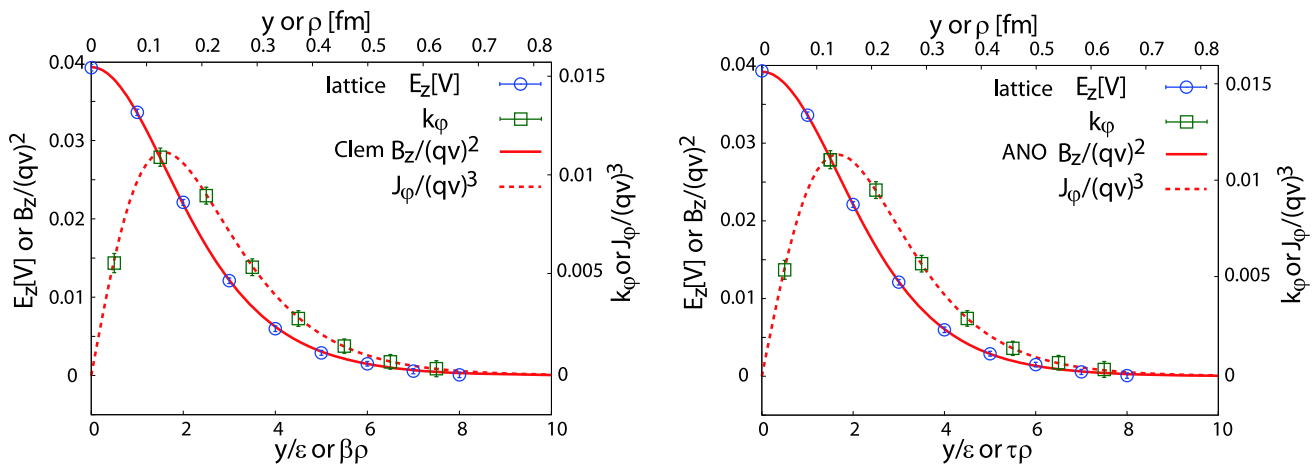 y or ρ [fm]
0 0.1 0.2 0.3 0.4 0.5 0.6 0.7 0.8
0.04
0.03
0.02
0.01
0
E_z[V] or B_z/(qv)^2
lattice E_z[V]
k_φ
Clem B_z/(qv)^2
J_φ/(qv)^3
0.015
0.01
0.005
0
k_φ or J_φ/(qv)^3
0 2 4 6 8 10
y/ε or βρ
y or ρ [fm]
0 0.1 0.2 0.3 0.4 0.5 0.6 0.7 0.8
0.04
0.03
0.02
0.01
0
E_z[V] or B_z/(qv)^2
lattice E_z[V]
k_φ
ANO B_z/(qv)^2
J_φ/(qv)^3
0.015
0.01
0.005
0
k_φ or J_φ/(qv)^3
0 2 4 6 8 10
y/ε or τρ